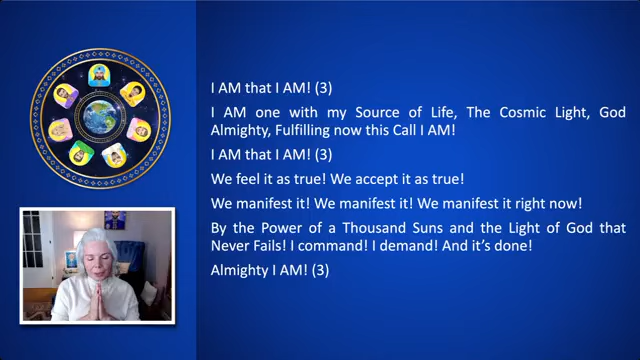 I AM that I AM! (3)
I AM one with my Source of Life, The Cosmic Light, God
Almighty, Fulfilling now this Call I AM!
I AM that I AM! (3)
We feel it as true! We accept it as true!
We manifest it! We manifest it! We manifest it right now!
By the Power of a Thousand Suns and the Light of God that
Never Fails! I command! I demand! And it’s done!
Almighty I AM! (3)